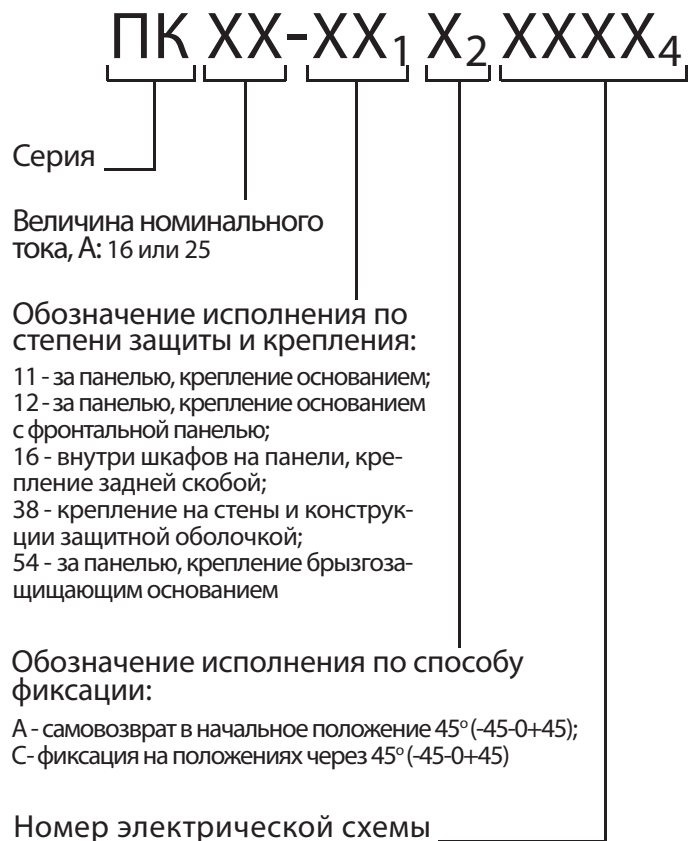 ПК ХХ-ХХ₁ Х₂ ХХХХ₄
Серия
Величина номинального
тока, А: 16 или 25
Обозначение исполнения по
степени защиты и крепления:
11 - за панелью, крепление основанием;
12 - за панелью, крепление основанием
с фронтальной панелью;
16 - внутри шкафов на панели, кре-
пление задней скобой;
38 - крепление на стены и конструк-
ции защитной оболочкой;
54 - за панелью, крепление брызгоза-
щищающим основанием
Обозначение исполнения по способу
фиксации:
А - самовозврат в начальное положение 45° (-45-0+45);
С- фиксация на положениях через 45° (-45-0+45)
Номер электрической схемы